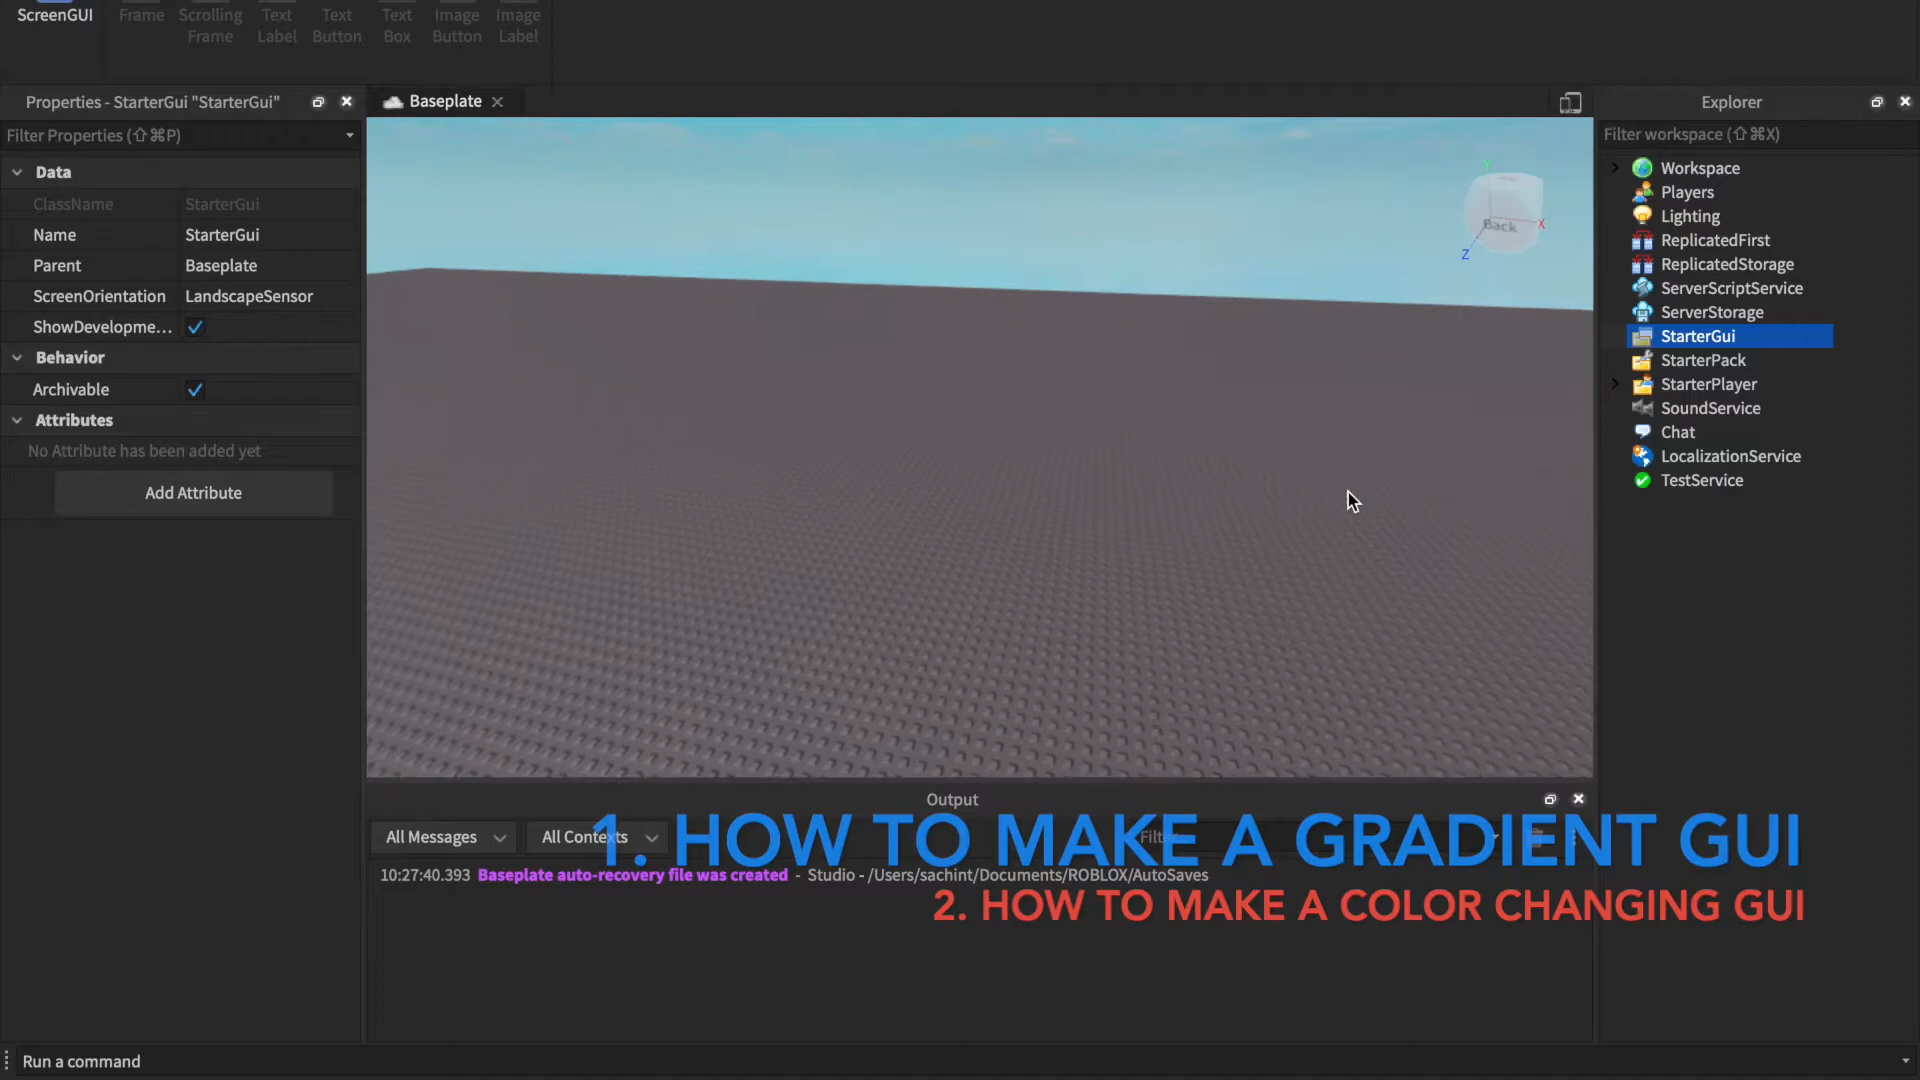 ScreenGUI
Frame
Scrolling
Frame
Text
Label
Text
Button
Text
Box
Image
Button
Image
Label
Properties - StarterGui "StarterGui"
Filter Properties (⇧⌘P)
Data
ClassName StarterGui
Name StarterGui
Parent Baseplate
ScreenOrientation LandscapeSensor
ShowDevelopme...
Behavior
Archivable
Attributes
No Attribute has been added yet
Add Attribute
Baseplate
Y
Back
X
Z
Explorer
Filter workspace (⇧⌘X)
Workspace
Players
Lighting
ReplicatedFirst
ReplicatedStorage
ServerScriptService
ServerStorage
StarterGui
StarterPack
StarterPlayer
SoundService
Chat
LocalizationService
TestService
Output
All Messages All Contexts
1. HOW TO MAKE A GRADIENT GUI
10:27:40.393 Baseplate auto-recovery file was created - Studio - /Users/sachint/Documents/ROBLOX/AutoSaves
2. HOW TO MAKE A COLOR CHANGING GUI
Run a command